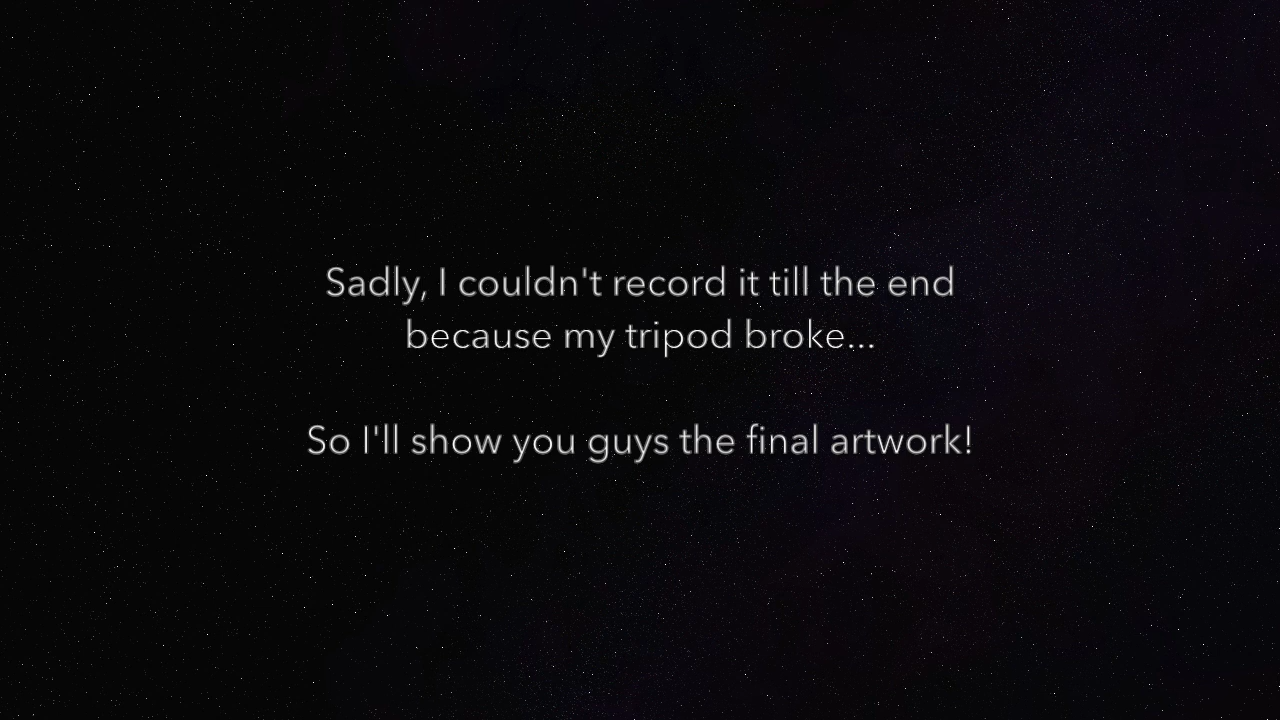 Sadly, I couldn't record it till the end
because my tripod broke...
So I'll show you guys the final artwork!